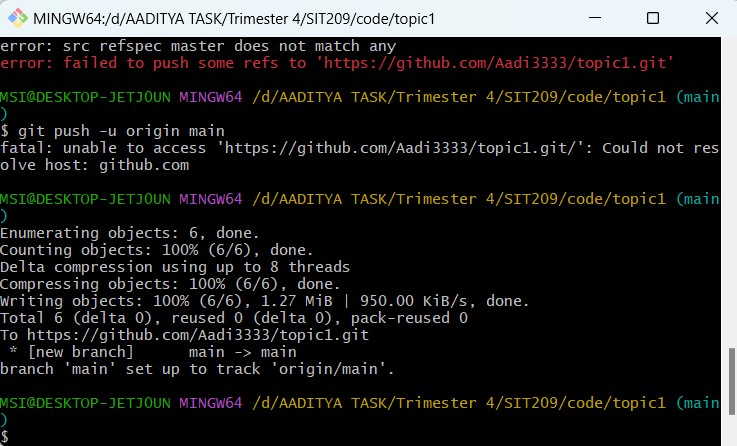 MINGW64:/d/AADITYA TASK/Trimester 4/SIT209/code/topic1
error: src refspec master does not match any
error: failed to push some refs to 'https://github.com/Aadi3333/topic1.git'
MSI@DESKTOP-JETJOUN MINGW64 /d/AADITYA TASK/Trimester 4/SIT209/code/topic1 (main
)
$ git push -u origin main
fatal: unable to access 'https://github.com/Aadi3333/topic1.git/': Could not res
olve host: github.com
MSI@DESKTOP-JETJOUN MINGW64 /d/AADITYA TASK/Trimester 4/SIT209/code/topic1 (main
)
Enumerating objects: 6, done.
Counting objects: 100% (6/6), done.
Delta compression using up to 8 threads
Compressing objects: 100% (6/6), done.
Writing objects: 100% (6/6), 1.27 MiB | 950.00 KiB/s, done.
Total 6 (delta 0), reused 0 (delta 0), pack-reused 0
To https://github.com/Aadi3333/topic1.git
 * [new branch]      main -> main
branch 'main' set up to track 'origin/main'.
MSI@DESKTOP-JETJOUN MINGW64 /d/AADITYA TASK/Trimester 4/SIT209/code/topic1 (main
)
$